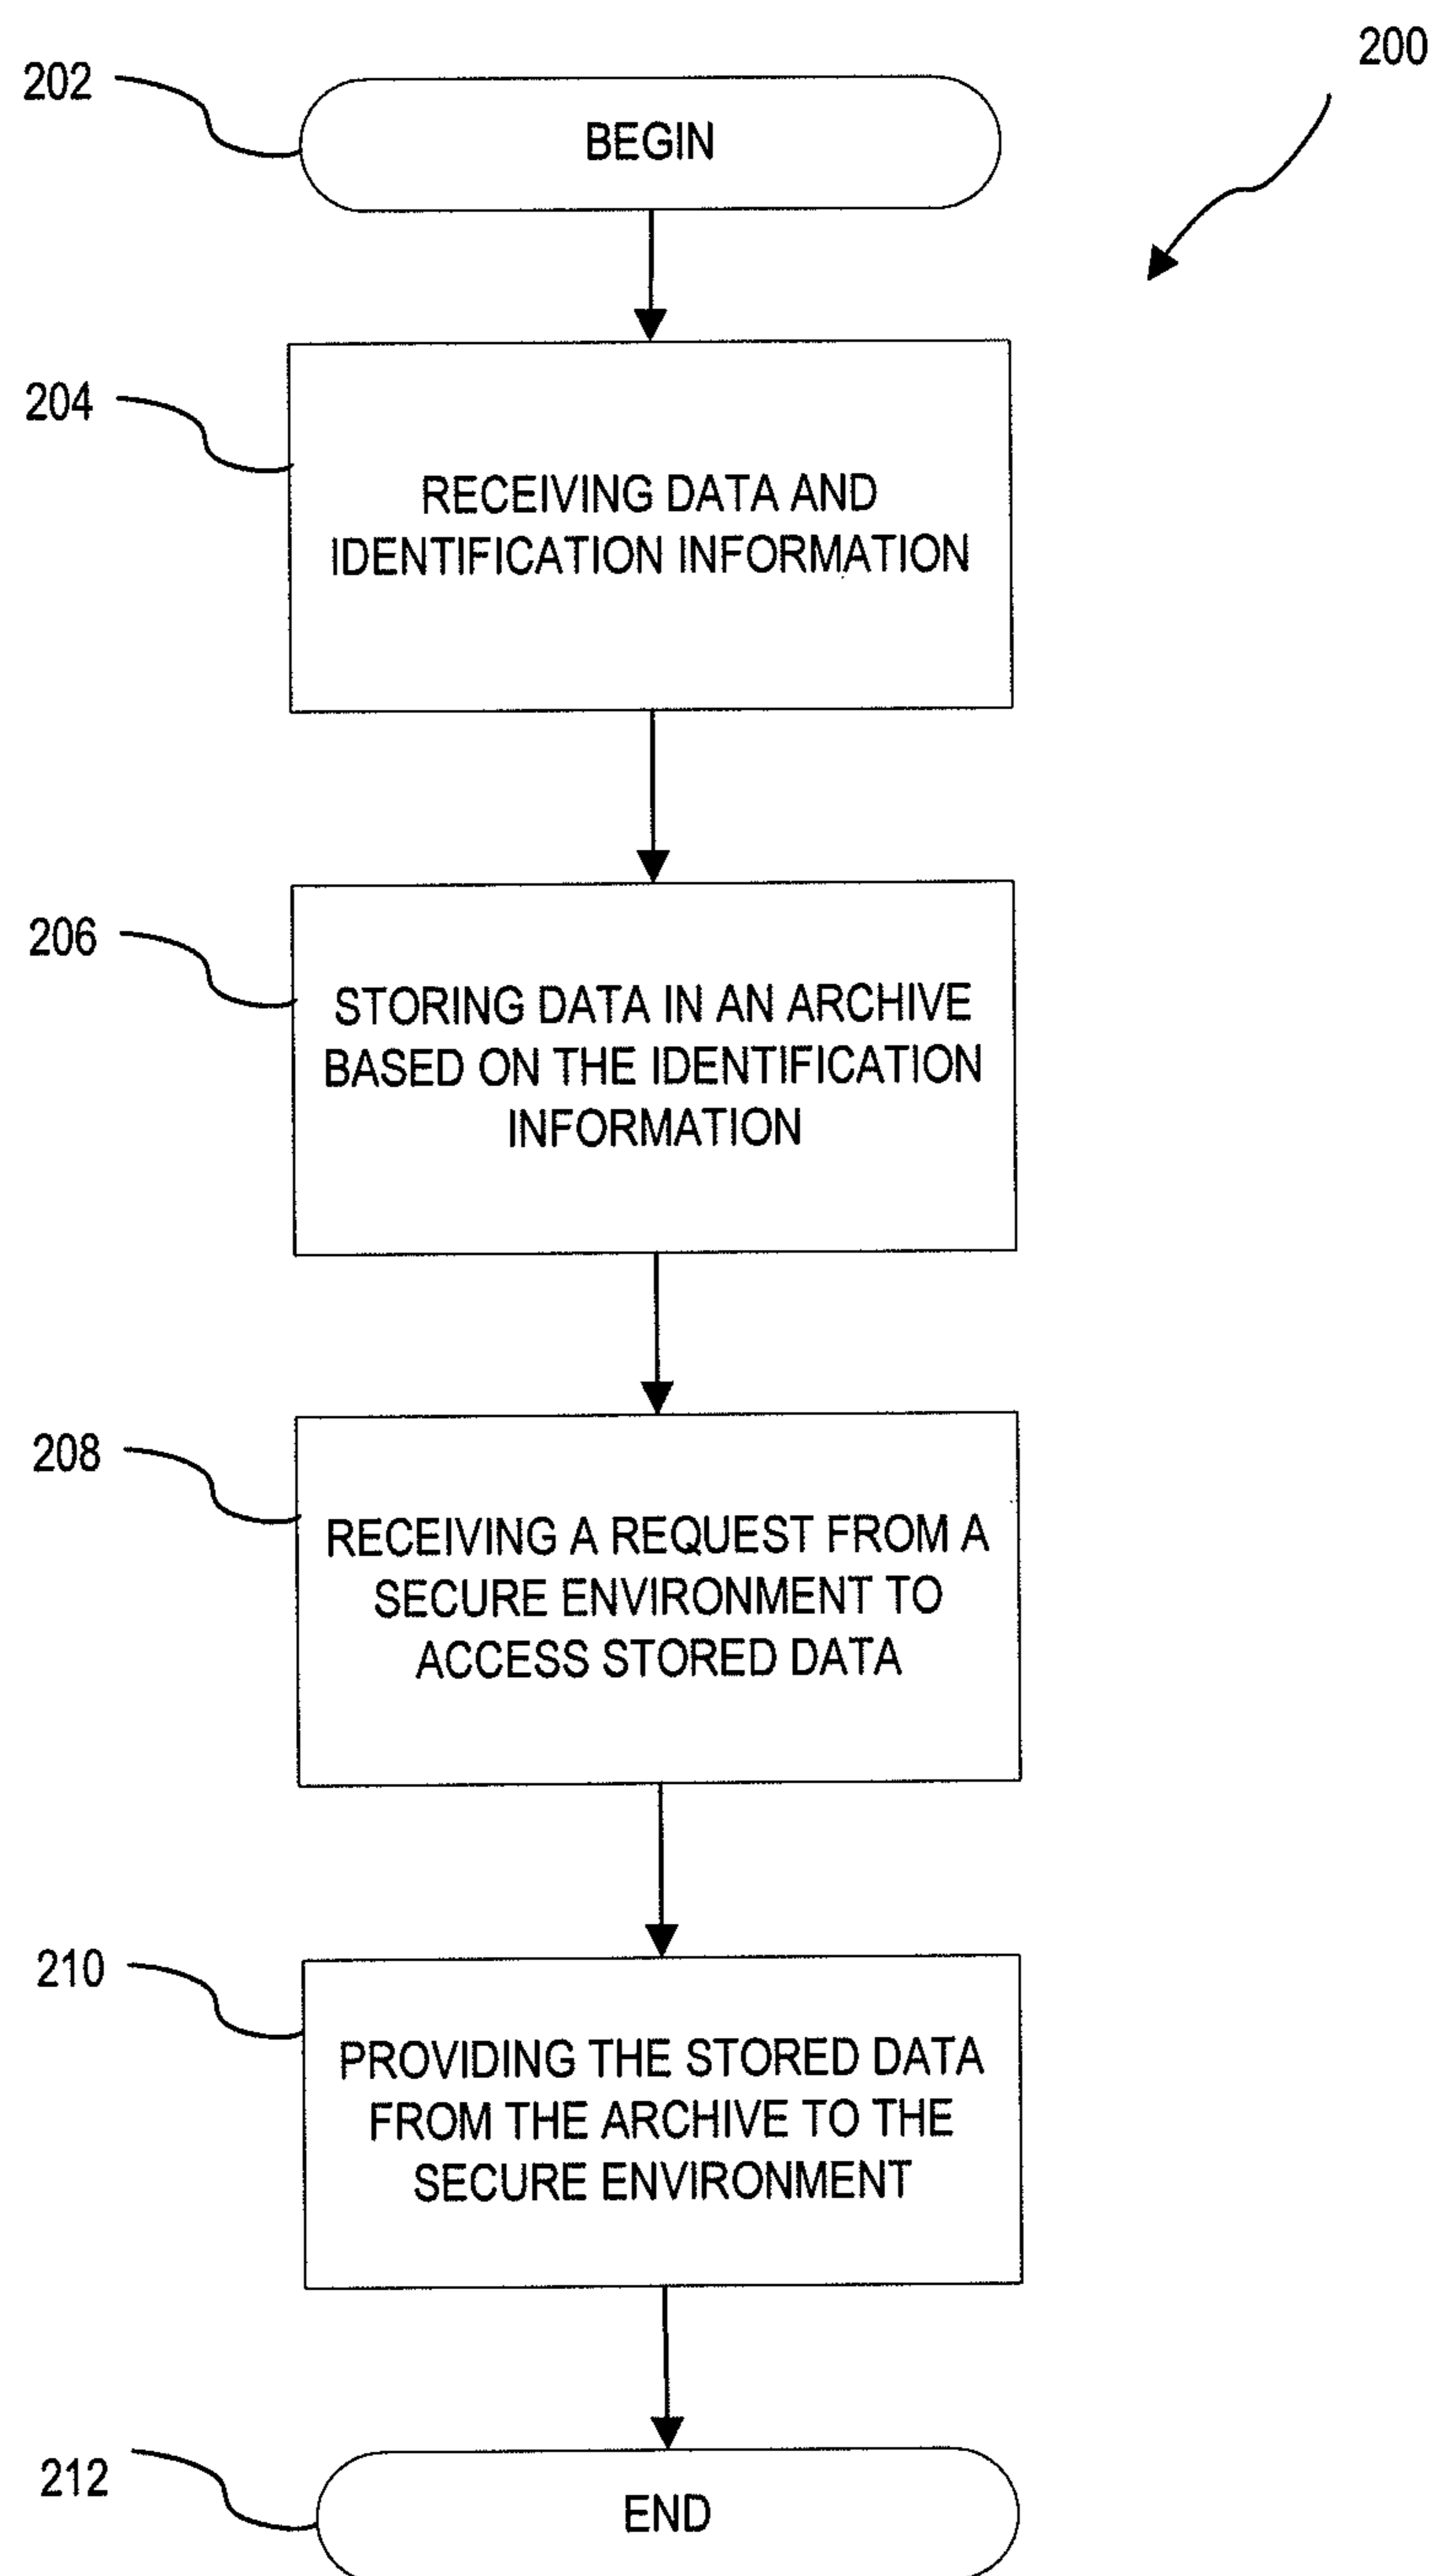 200
202
BEGIN
204
RECEIVING DATA AND
IDENTIFICATION INFORMATION
206
STORING DATA IN AN ARCHIVE
BASED ON THE IDENTIFICATION
INFORMATION
208
RECEIVING A REQUEST FROM A
SECURE ENVIRONMENT TO
ACCESS STORED DATA
210
PROVIDING THE STORED DATA
FROM THE ARCHIVE TO THE
SECURE ENVIRONMENT
212
END